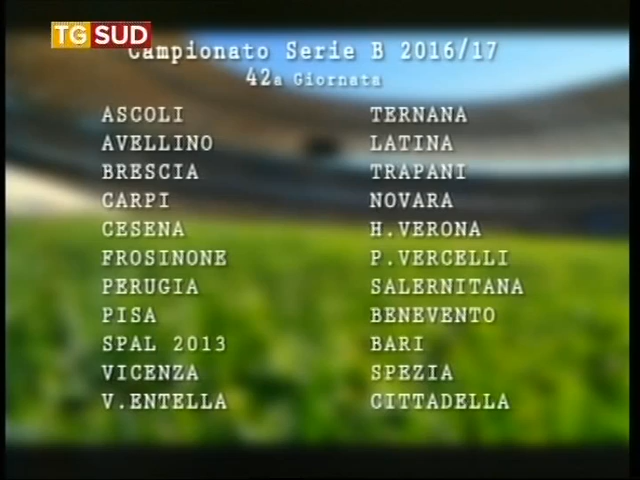 TG SUD
Campionato Serie B 2016/17
42a Giornata
ASCOLI TERNANA
AVELLINO LATINA
BRESCIA TRAPANI
CARPI NOVARA
CESENA H.VERONA
FROSINONE P.VERCELLI
PERUGIA SALERNITANA
PISA BENEVENTO
SPAL 2013 BARI
VICENZA SPEZIA
V.ENTELLA CITTADELLA